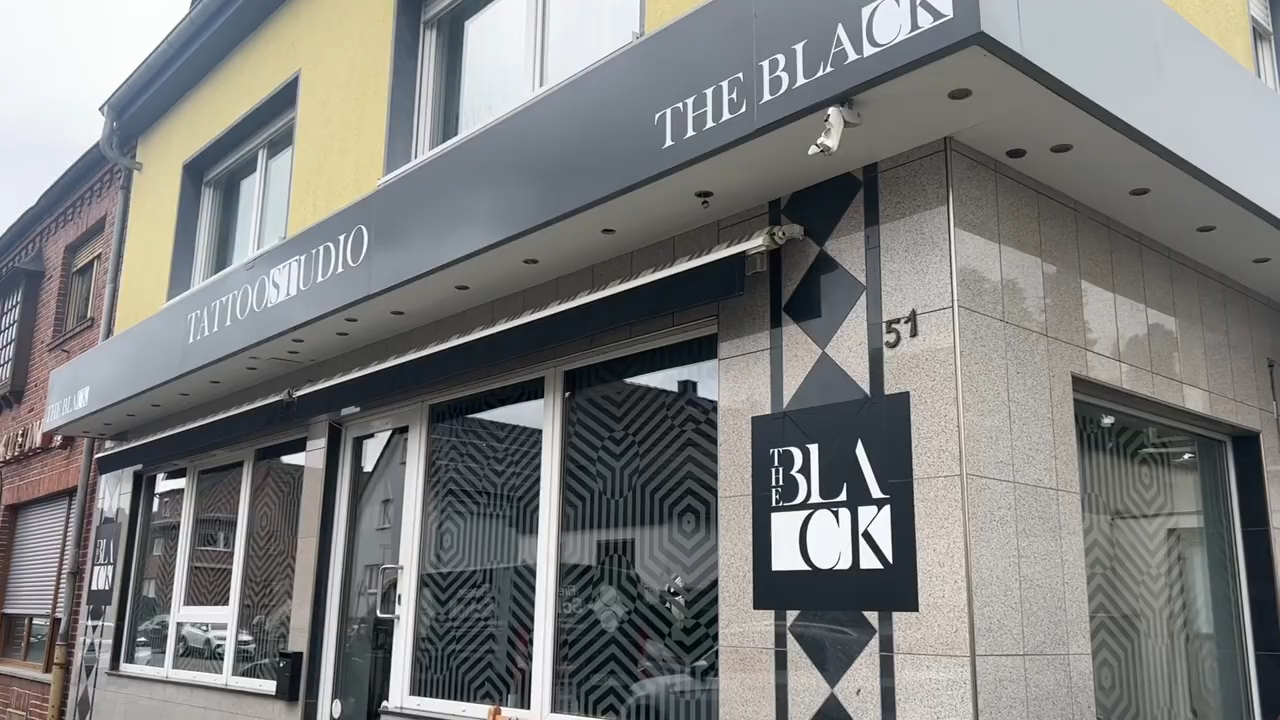 THE BLACK
TATTOOSTUDIO
THE BLACK
51
THE
BLA
CK
BLA
CK